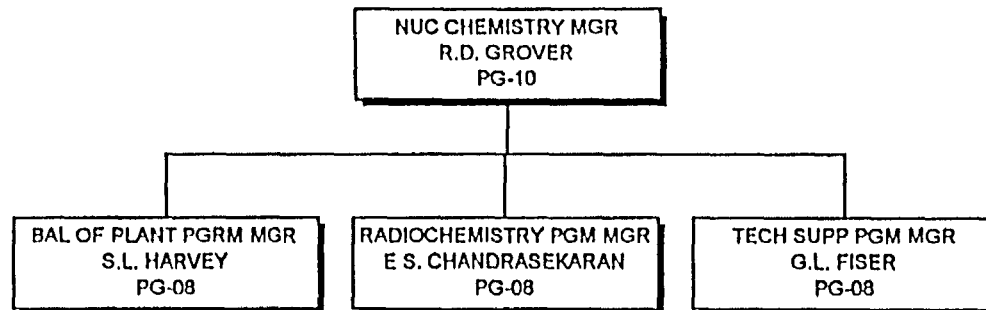 NUC CHEMISTRY MGR
R.D. GROVER
PG-10
BAL OF PLANT PGRM MGR
S.L. HARVEY
PG-08
RADIOCHEMISTRY PGM MGR
E S. CHANDRASEKARAN
PG-08
TECH SUPP PGM MGR
G.L. FISER
PG-08